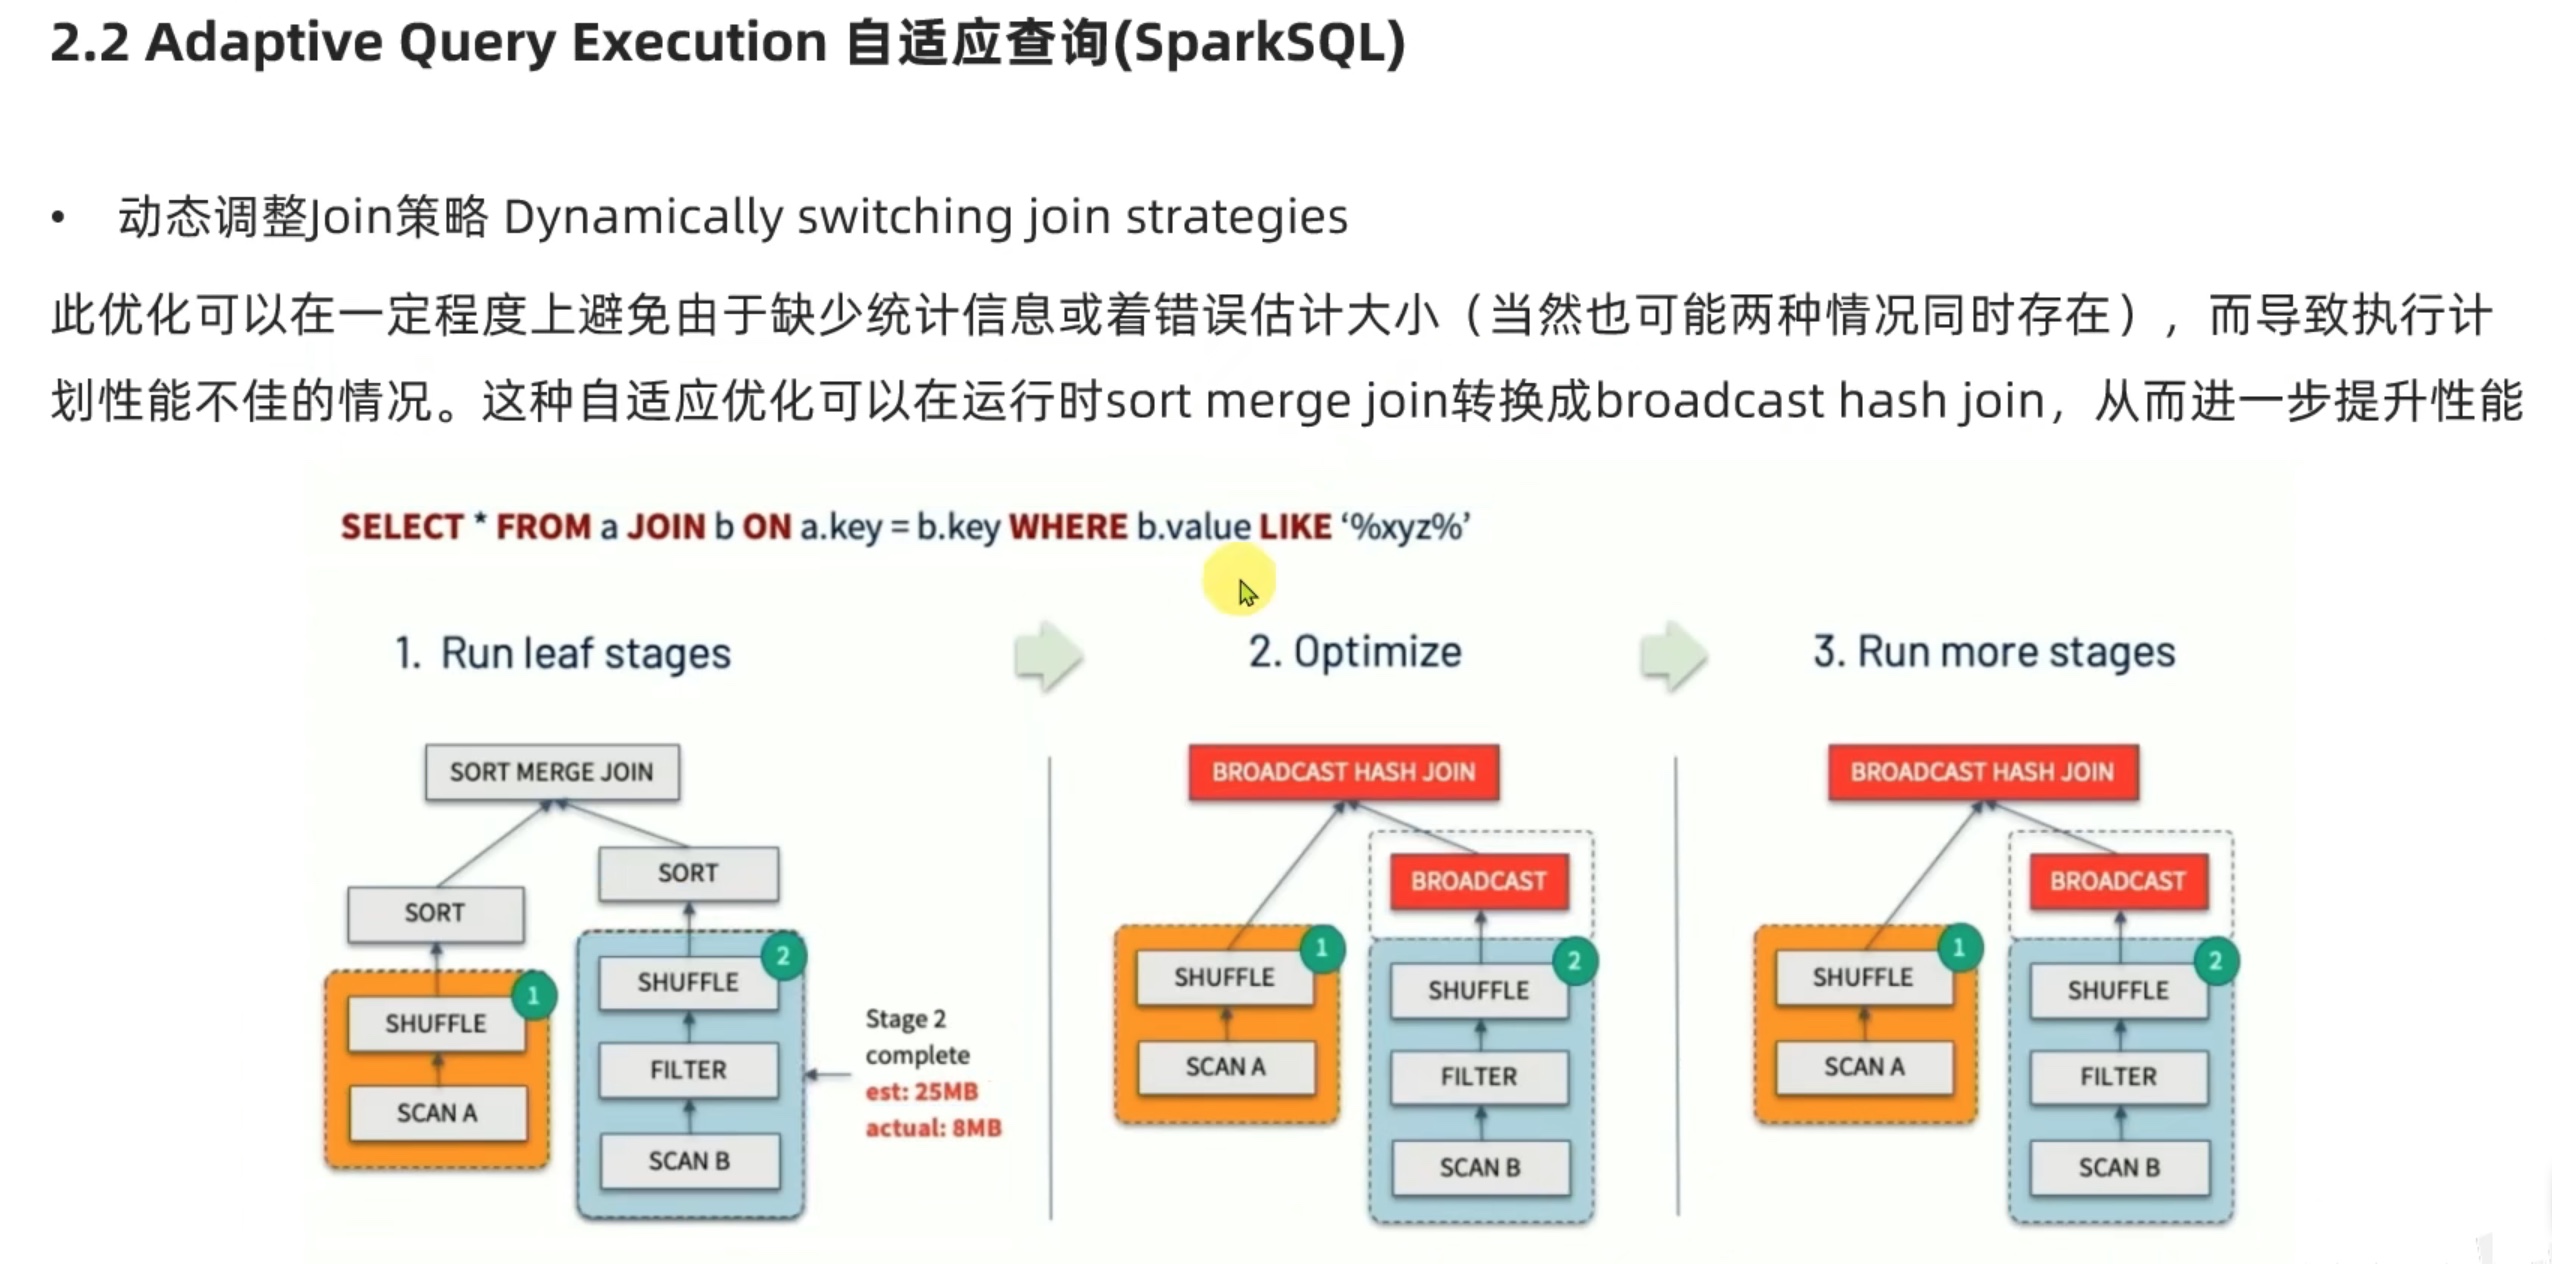 2.2 Adaptive Query Execution 自适应查询(SparkSQL)
• 动态调整Join策略 Dynamically switching join strategies
此优化可以在一定程度上避免由于缺少统计信息或着错误估计大小（当然也可能两种情况同时存在），而导致执行计
划性能不佳的情况。这种自适应优化可以在运行时sort merge join转换成broadcast hash join，从而进一步提升性能
SELECT * FROM a JOIN b ON a.key = b.key WHERE b.value LIKE ‘%xyz%’
1. Run leaf stages
SORT MERGE JOIN
SORT
SORT
SHUFFLE
1
SCAN A
SHUFFLE
2
FILTER
SCAN B
Stage 2
complete
est: 25MB
actual: 8MB
2. Optimize
BROADCAST HASH JOIN
BROADCAST
SHUFFLE
1
SCAN A
SHUFFLE
2
FILTER
SCAN B
3. Run more stages
BROADCAST HASH JOIN
BROADCAST
SHUFFLE
1
SCAN A
SHUFFLE
2
FILTER
SCAN B